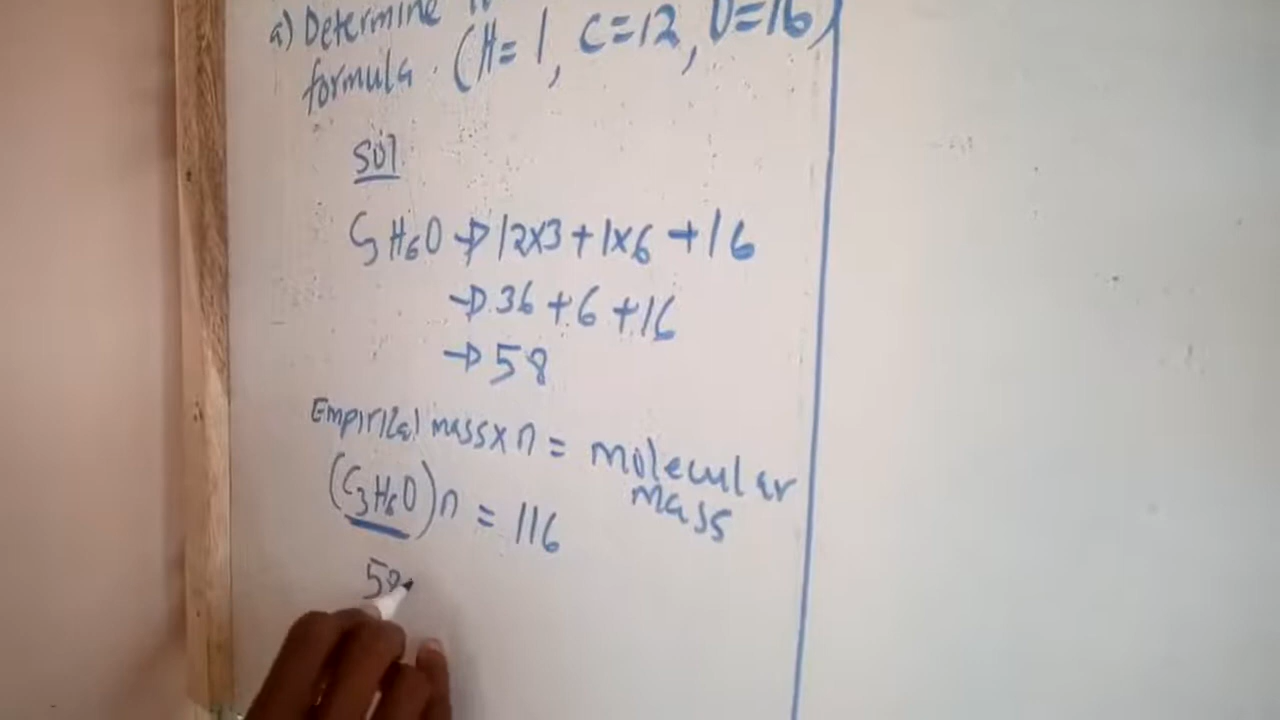 a) Determine
formula. (H=1, C=12, O=16)
Sol.
C3H6O → 12x3 + 1x6 + 16
→ 36 + 6 + 16
→ 58
Empirical mass x n = molecular mass
(C3H6O)n = 116
58